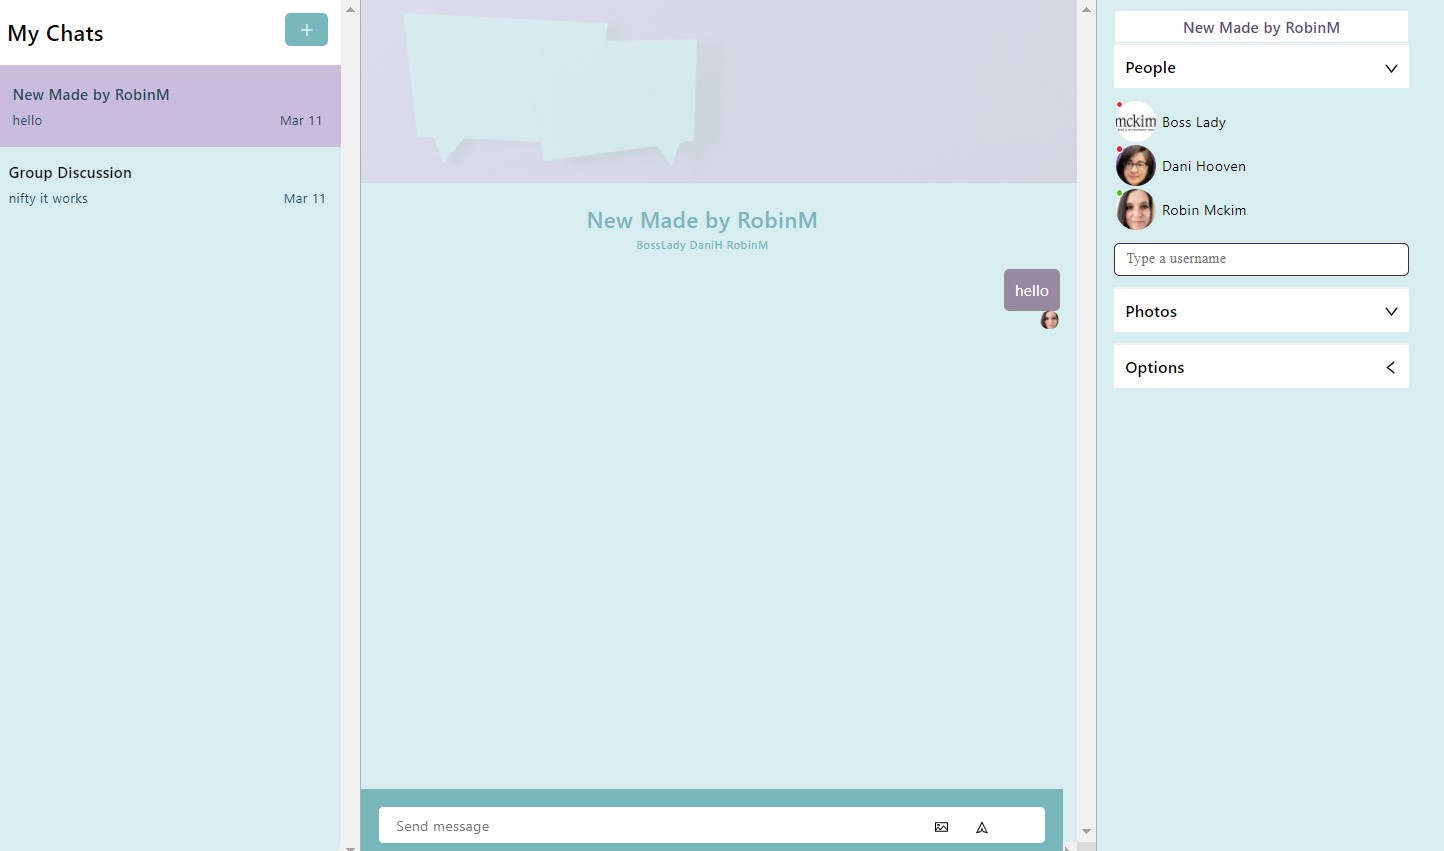 My Chats
New Made by RobinM
hello
Mar 11
Group Discussion
nifty it works
Mar 11
New Made by RobinM
BossLady DaniH RobinM
hello
Send message
New Made by RobinM
People
mckim
Boss Lady
Dani Hooven
Robin Mckim
Type a username
Photos
Options